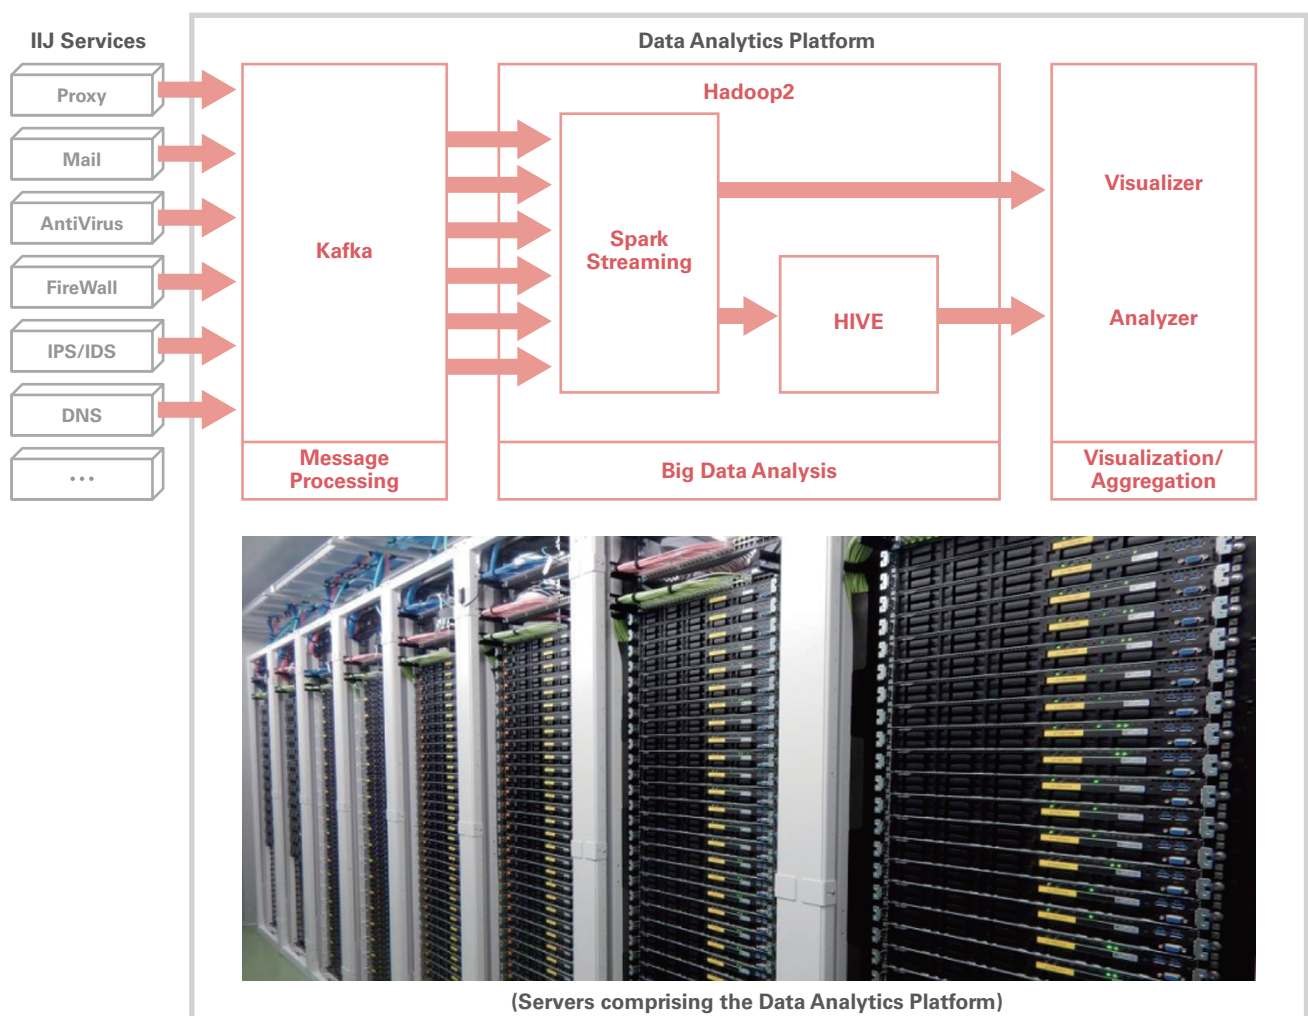 IIJ Services
Data Analytics Platform
Proxy
Mail
AntiVirus
FireWall
IPS/IDS
DNS
...
Kafka
Message
Processing
Hadoop2
Spark
Streaming
HIVE
Big Data Analysis
Visualizer
Analyzer
Visualization/
Aggregation
(Servers comprising the Data Analytics Platform)